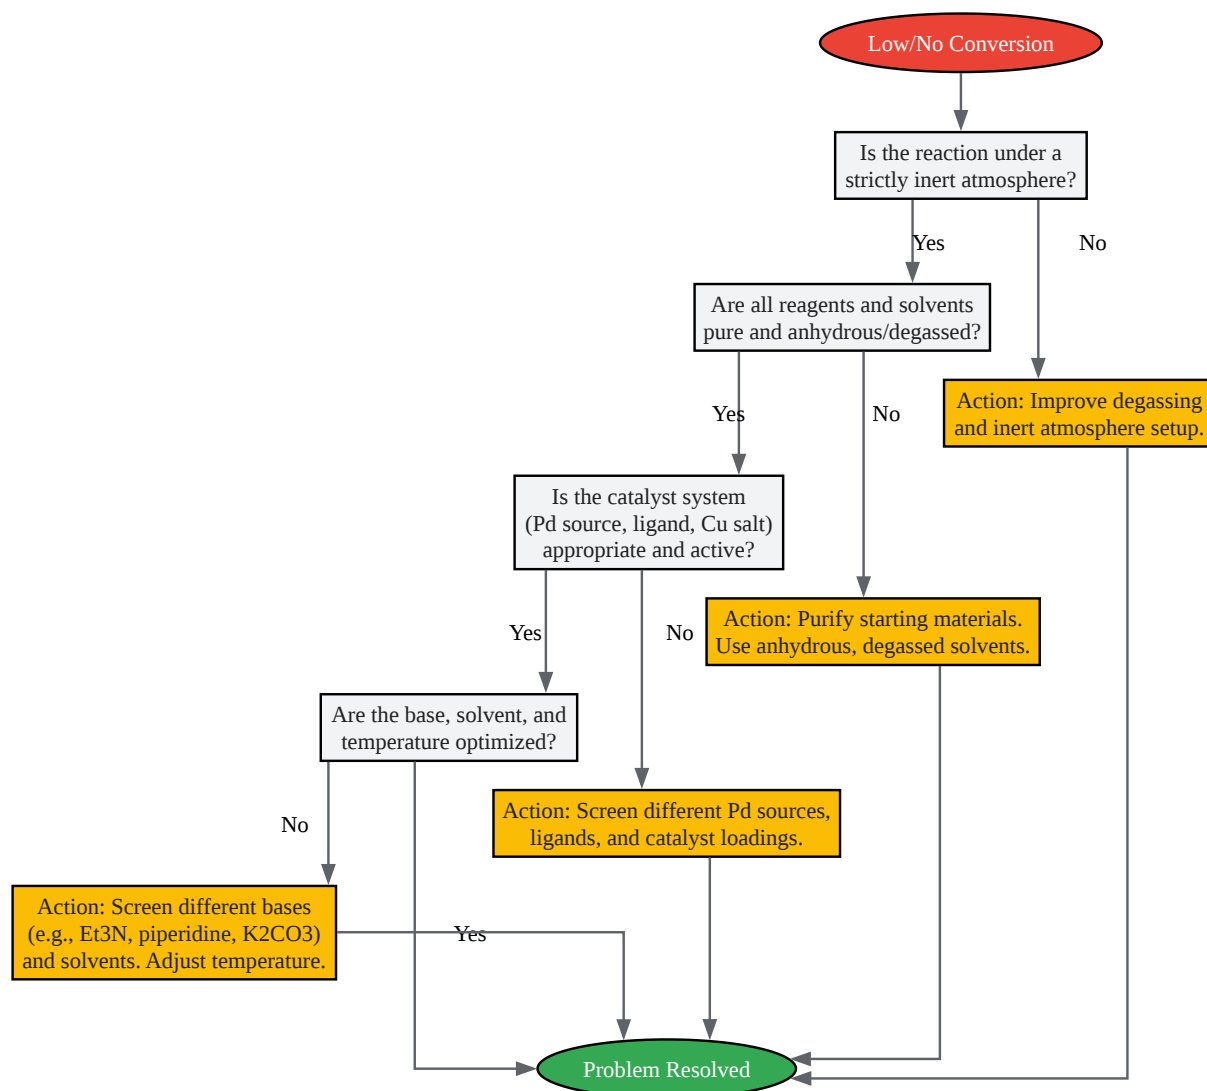 Low/No Conversion
Is the reaction under a
strictly inert atmosphere?
Yes
No
Are all reagents and solvents
pure and anhydrous/degassed?
Action: Improve degassing
and inert atmosphere setup.
Yes
No
Is the catalyst system
(Pd source, ligand, Cu salt)
appropriate and active?
Action: Purify starting materials.
Use anhydrous, degassed solvents.
Yes
No
Are the base, solvent, and
temperature optimized?
Action: Screen different Pd sources,
ligands, and catalyst loadings.
No
Action: Screen different bases
(e.g., Et3N, piperidine, K2CO3)
and solvents. Adjust temperature.
Yes
Problem Resolved